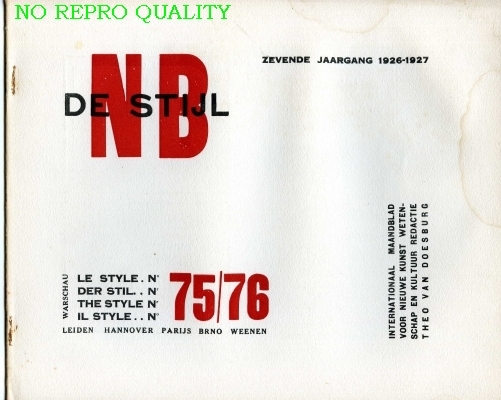 NO REPRO QUALITY
ZEVENDE JAARGANG 1926-1927
NB
DE STIJL
INTERNATIONAAL MAANDBLAD
VOOR NIEUWE KUNST WETEN-
SCHAP EN KULTUUR REDACTIE
THEO VAN DOESBURG
WARSCHAU
LE STYLE. N°
DER STIL. . N°
THE STYLE N°
IL STYLE. . N°
75/76
LEIDEN HANNOVER PARIJS BRNO WEENEN